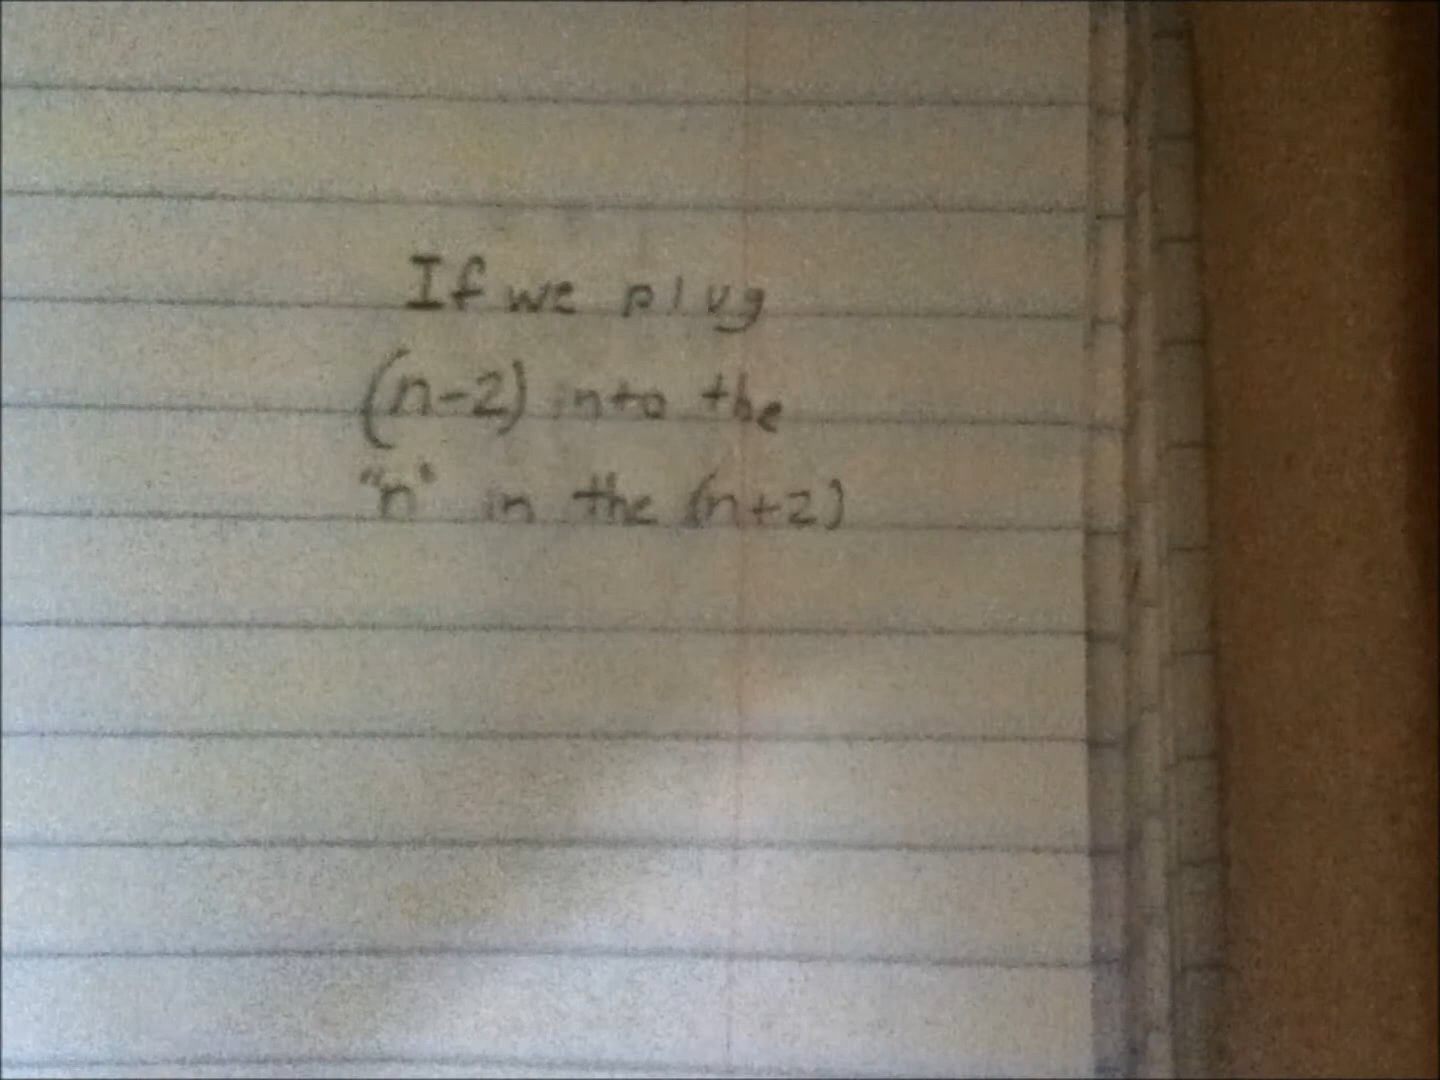 If we plug
(n-2) into the
"n" in the (n+2)